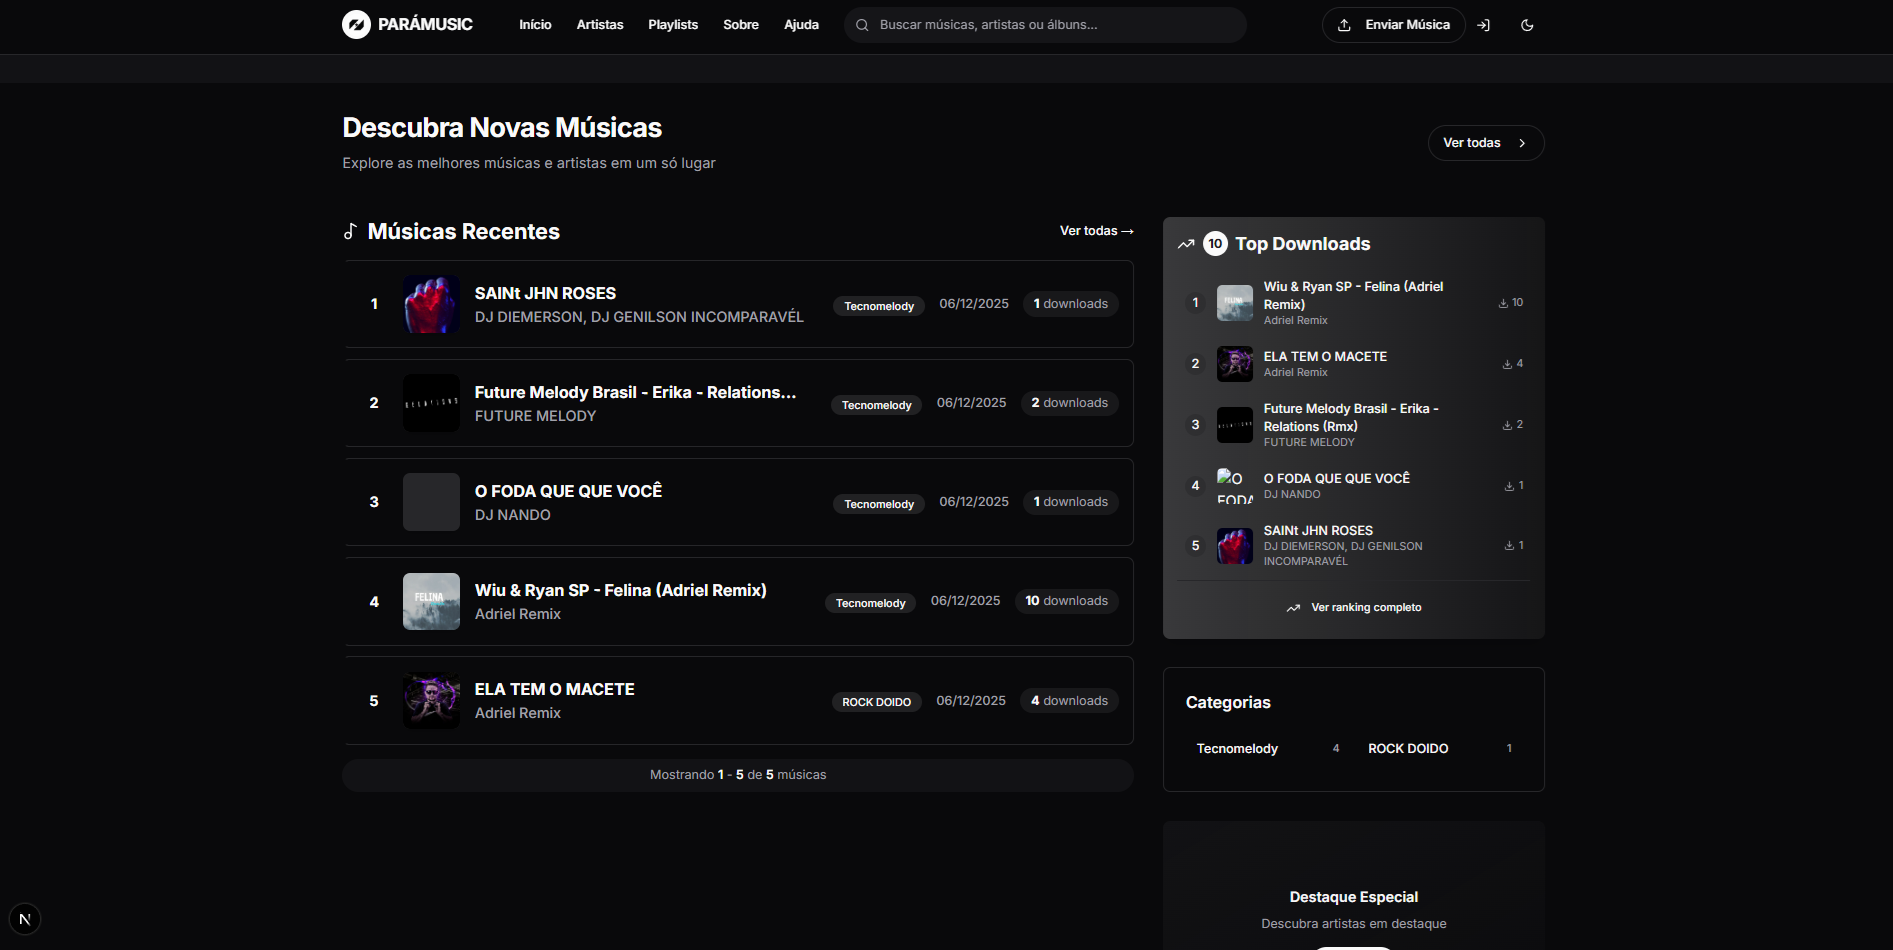 PARÁMUSIC
Início
Artistas
Playlists
Sobre
Ajuda
Buscar músicas, artistas ou álbuns...
Enviar Música
Descubra Novas Músicas
Explore as melhores músicas e artistas em um só lugar
Ver todas
Músicas Recentes
Ver todas →
1
SAINt JHN ROSES
DJ DIEMERSON, DJ GENILSON INCOMPARAVÉL
Tecnomelody
06/12/2025
1 downloads
2
RELATIONS
Future Melody Brasil - Erika - Relations...
FUTURE MELODY
Tecnomelody
06/12/2025
2 downloads
3
O FODA QUE QUE VOCÊ
DJ NANDO
Tecnomelody
06/12/2025
1 downloads
4
FELINA
Wiu & Ryan SP - Felina (Adriel Remix)
Adriel Remix
Tecnomelody
06/12/2025
10 downloads
5
ELA TEM O MACETE
Adriel Remix
ROCK DOIDO
06/12/2025
4 downloads
Mostrando 1 - 5 de 5 músicas
10 Top Downloads
1
FELINA
Wiu & Ryan SP - Felina (Adriel
Remix)
Adriel Remix
10
2
ELA TEM O MACETE
Adriel Remix
4
3
RELATIONS
Future Melody Brasil - Erika -
Relations (Rmx)
FUTURE MELODY
2
4
O
FODA
O FODA QUE QUE VOCÊ
DJ NANDO
1
5
SAINt JHN ROSES
DJ DIEMERSON, DJ GENILSON
INCOMPARAVÉL
1
Ver ranking completo
Categorias
Tecnomelody 4
ROCK DOIDO 1
Destaque Especial
Descubra artistas em destaque
N